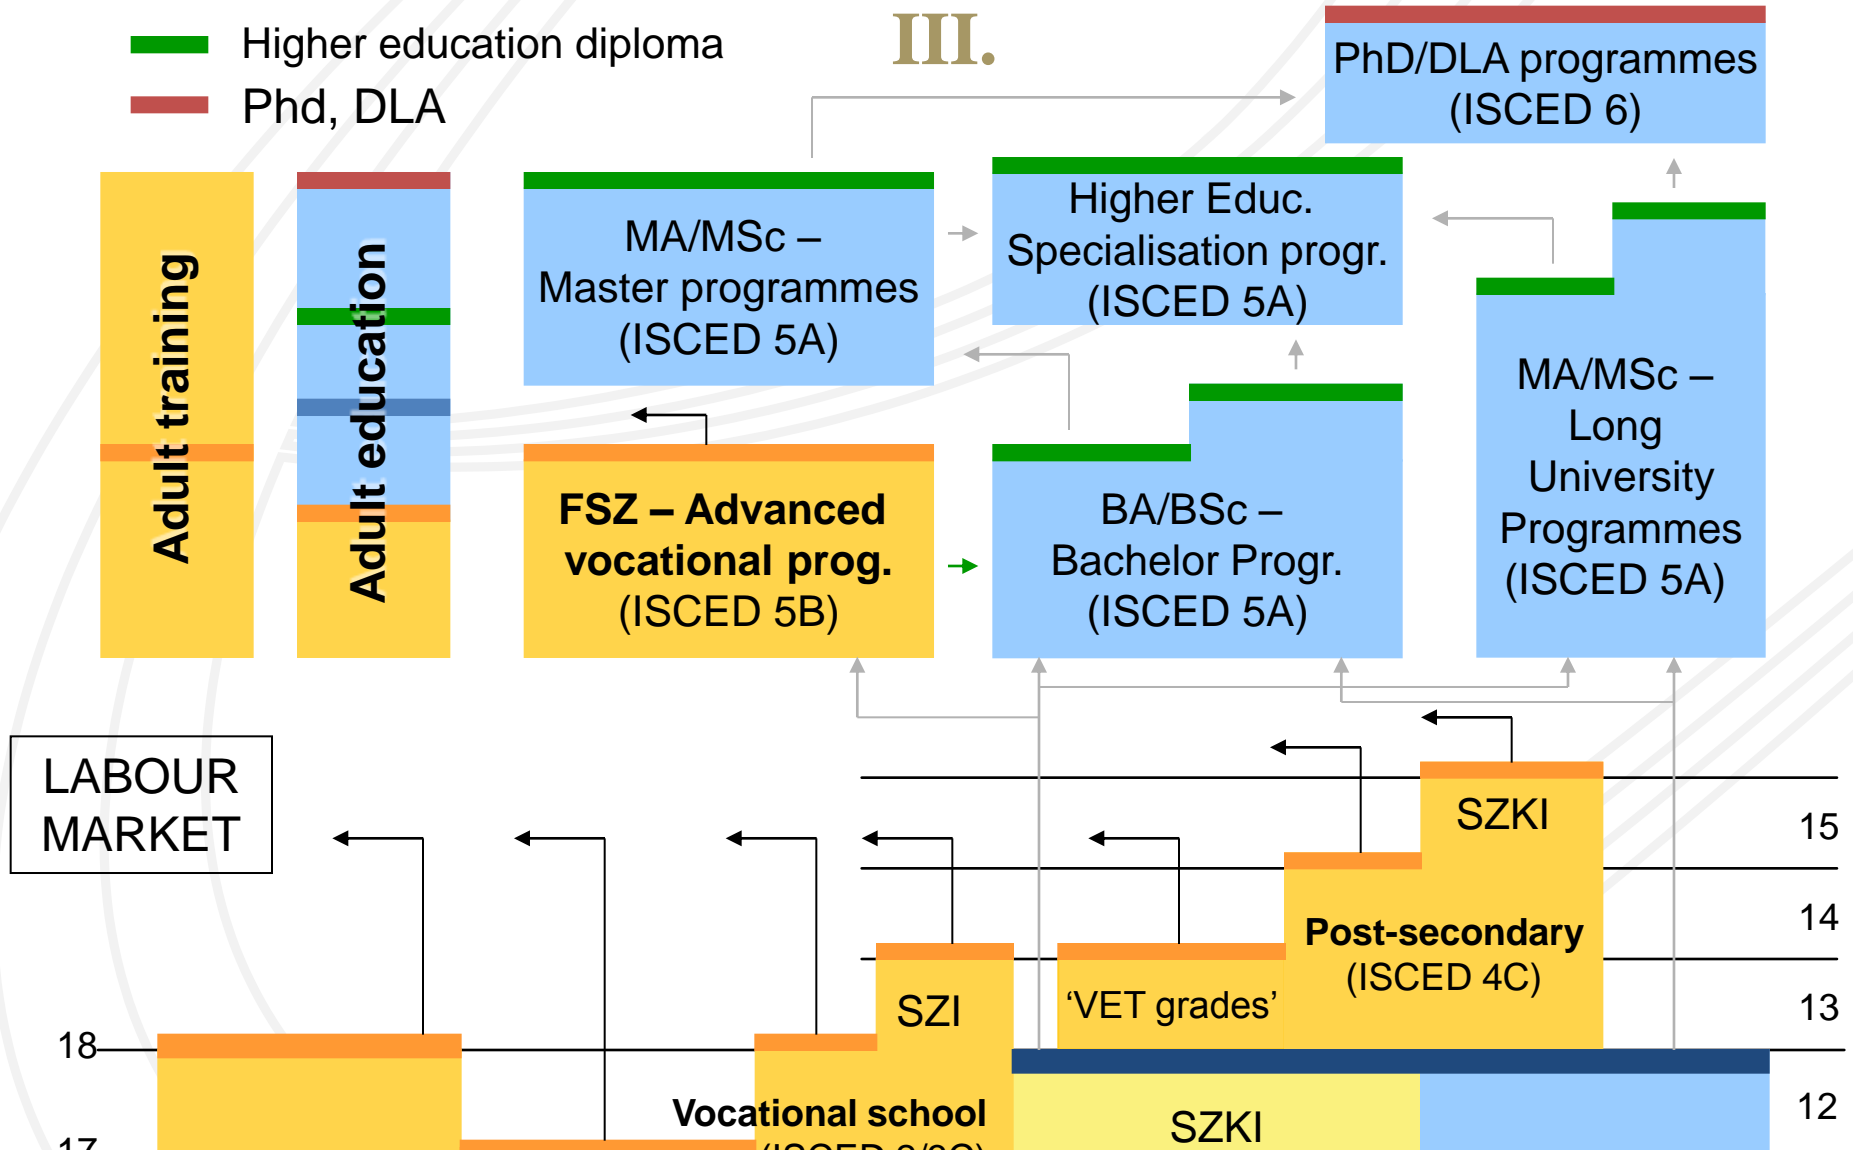 Higher education diploma
III.
Phd, DLA
PhD/DLA programmes
(ISCED 6)
Adult training
Adult education
MA/MSc –
Master programmes
(ISCED 5A)
Higher Educ.
Specialisation progr.
(ISCED 5A)
MA/MSc –
Long
University
Programmes
(ISCED 5A)
FSZ – Advanced
vocational prog.
(ISCED 5B)
BA/BSc –
Bachelor Progr.
(ISCED 5A)
LABOUR
MARKET
SZKI
15
Post-secondary
(ISCED 4C)
14
SZI
‘VET grades’
13
18
Vocational school
SZKI
12
17